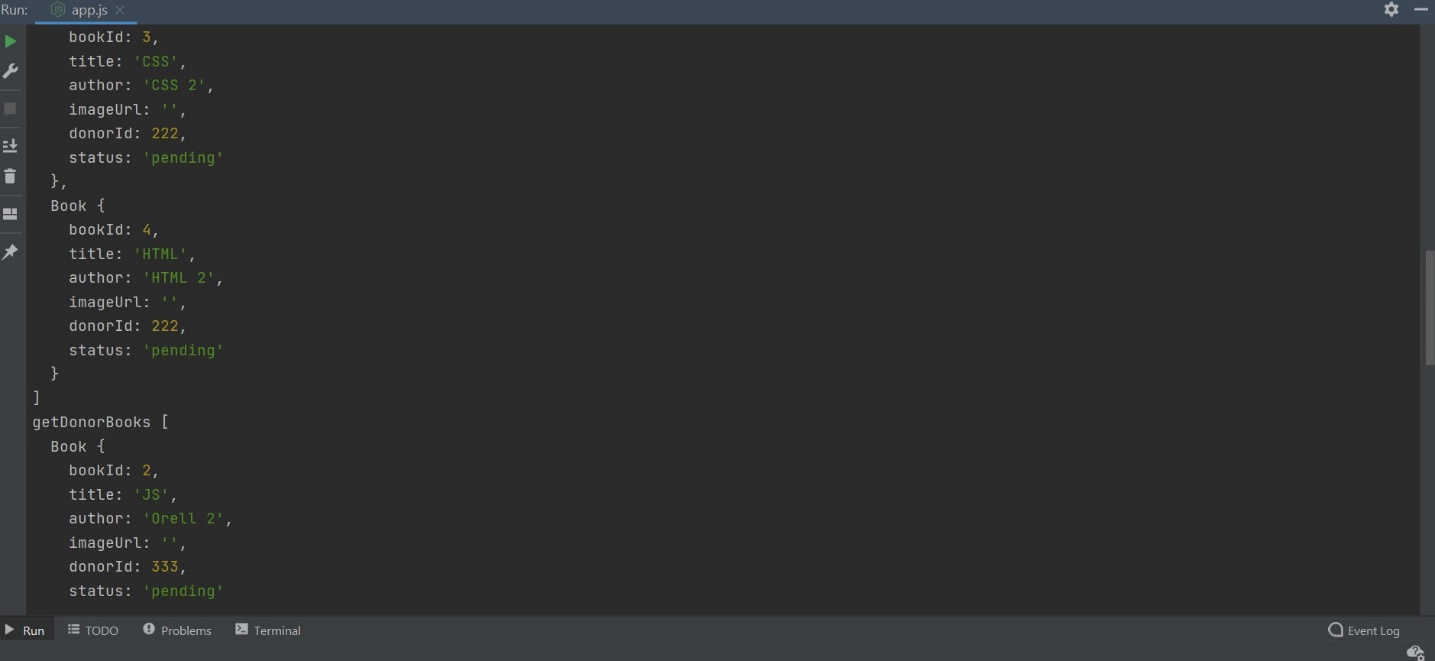 Run: app.js
bookId: 3,
title: 'CSS',
author: 'CSS 2',
imageUrl: '',
donorId: 222,
status: 'pending'
},
Book {
bookId: 4,
title: 'HTML',
author: 'HTML 2',
imageUrl: '',
donorId: 222,
status: 'pending'
}
]
getDonorBooks [
Book {
bookId: 2,
title: 'JS',
author: 'Orell 2',
imageUrl: '',
donorId: 333,
status: 'pending'
Run TODO Problems Terminal Event Log